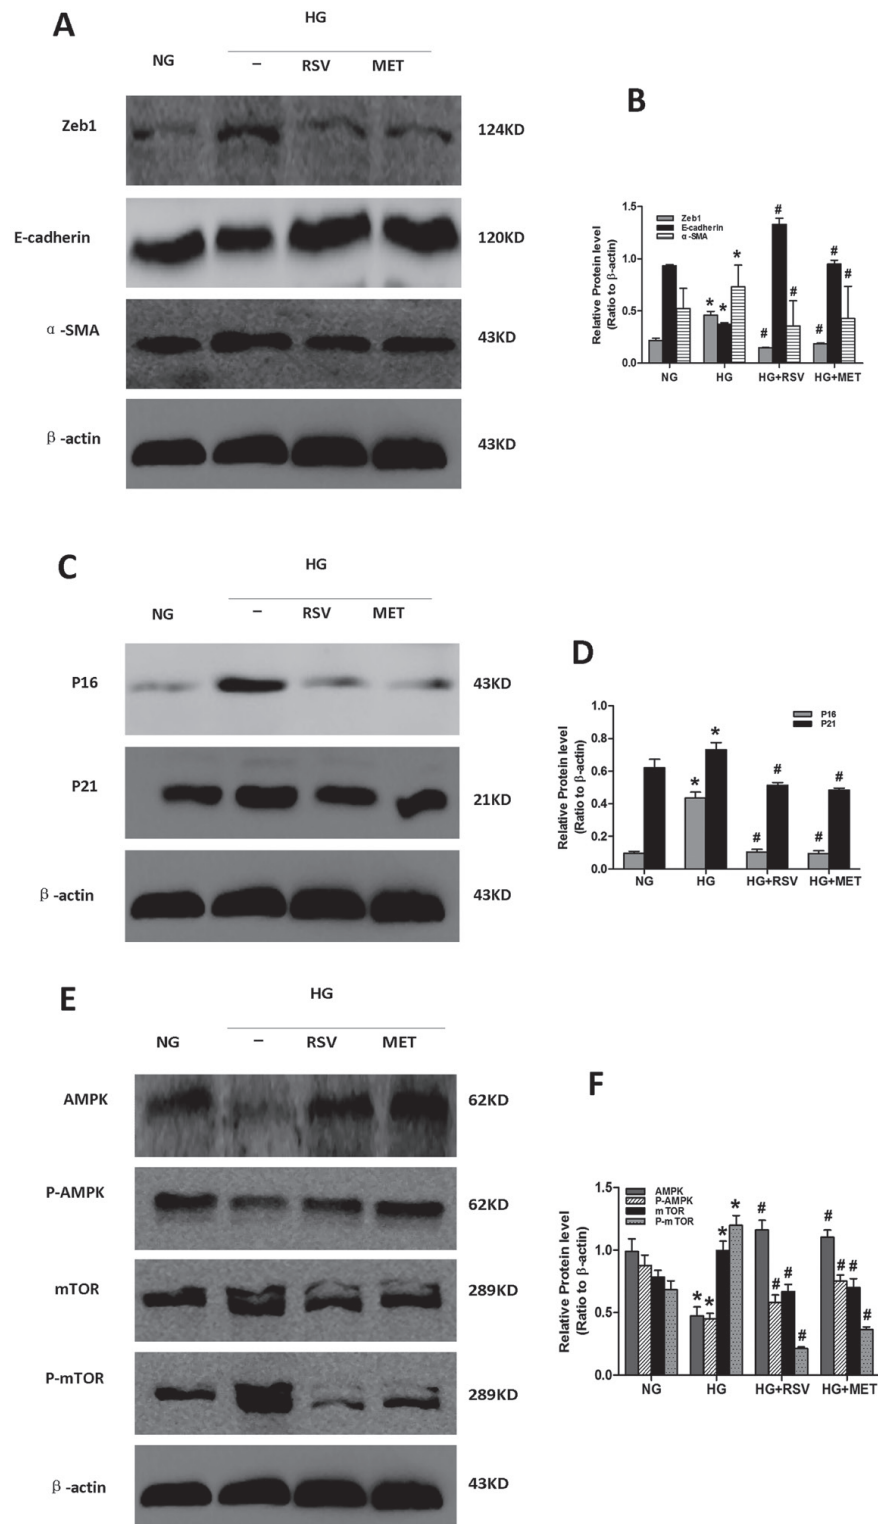 A
HG
NG – RSV MET
Zeb1 124KD
E-cadherin 120KD
α-SMA 43KD
β-actin 43KD
B
Relative Protein level
(Ratio to β-actin)
1.5
1.0
0.5
0.0
Zeb1
E-cadherin
α-SMA
* * *
# # #
# # #
NG HG HG+RSV HG+MET
C
HG
NG – RSV MET
P16 43KD
P21 21KD
β-actin 43KD
D
Relative Protein level
(Ratio to β-actin)
1.0
0.8
0.6
0.4
0.2
0.0
P16
P21
* *
# #
# #
NG HG HG+RSV HG+MET
E
HG
NG – RSV MET
AMPK 62KD
P-AMPK 62KD
mTOR 289KD
P-mTOR 289KD
β-actin 43KD
F
Relative Protein level
(Ratio to β-actin)
1.5
1.0
0.5
0.0
AMPK
P-AMPK
mTOR
P-mTOR
* * * *
# # # #
# # # #
NG HG HG+RSV HG+MET